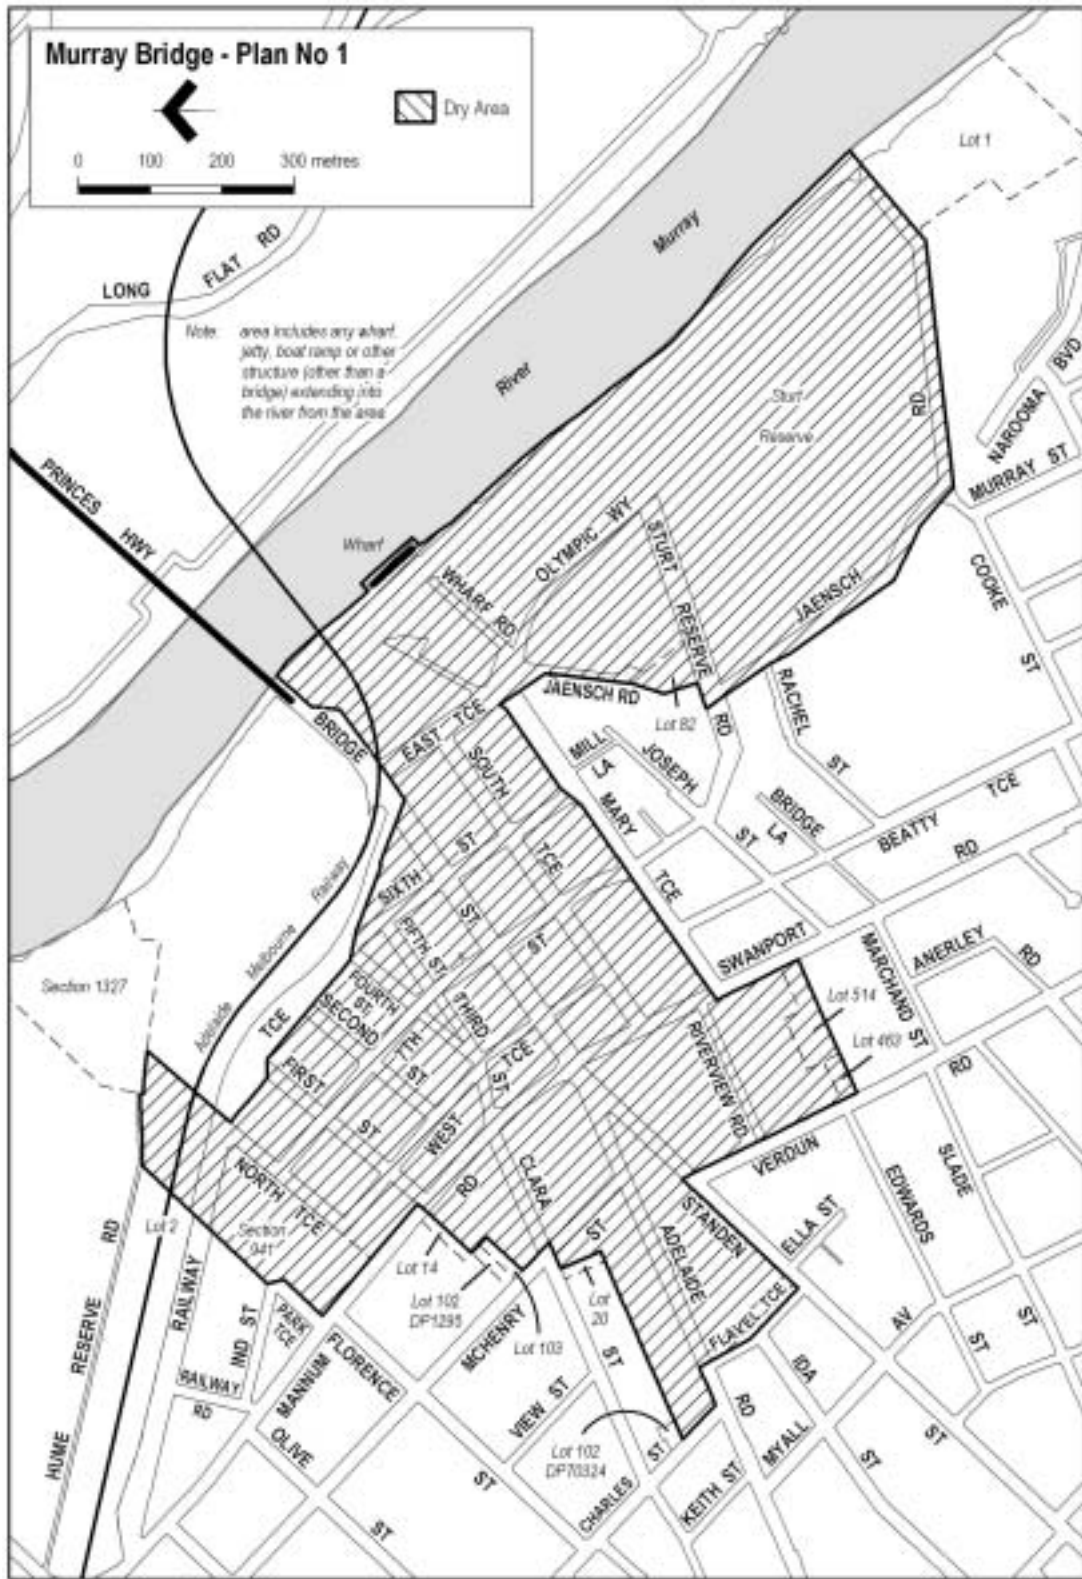 Murray Bridge - Plan No 1
Dry Area
0 100 200 300 metres
Lot 1
LONG FLAT RD
Murray
River
Note: area includes any wharf,
jetty, boat ramp or other
structure (other than a
bridge) extending into
the river from the area
Sturt
Reserve
RD
NAROOMA BVD
MURRAY ST
PRINCES HWY
Wharf
OLYMPIC WY
STURT RESERVE RD
WHARF RD
JAENSCH
COOKE ST
JAENSCH RD
Lot 82
RACHEL ST
BRIDGE
EAST TCE
SOUTH TCE
MILL LA
JOSEPH ST
MARY TCE
BRIDGE LA
BEATTY TCE
RD
ST
SIXTH
ST
ST
FIFTH ST
FOURTH ST
SECOND
THIRD ST
7TH ST
FIRST ST
WEST TCE
SWANPORT
MARCHAND ST
ANERLEY RD
Section 1327
Adelaide Melbourne Railway
TCE
Lot 514
Lot 463
RIVERVIEW RD
VERDUN
RD
NORTH TCE
RD
CLARA ST
STANDEN
ELLA ST
EDWARDS ST
SLADE ST
HUME RESERVE RD
Lot 2
RAILWAY
Section
941
Lot 14
Lot 102
DP1295
Lot 103
Lot
20
ADELAIDE RD
FLAVEL TCE
AV
PARK
TCE
IND ST
RAILWAY
RD
MANNUM
FLORENCE ST
MCHENRY
VIEW ST
ST
OLIVE ST
Lot 102
DP70324
CHARLES ST
KEITH ST
MYALL
IDA ST
ST